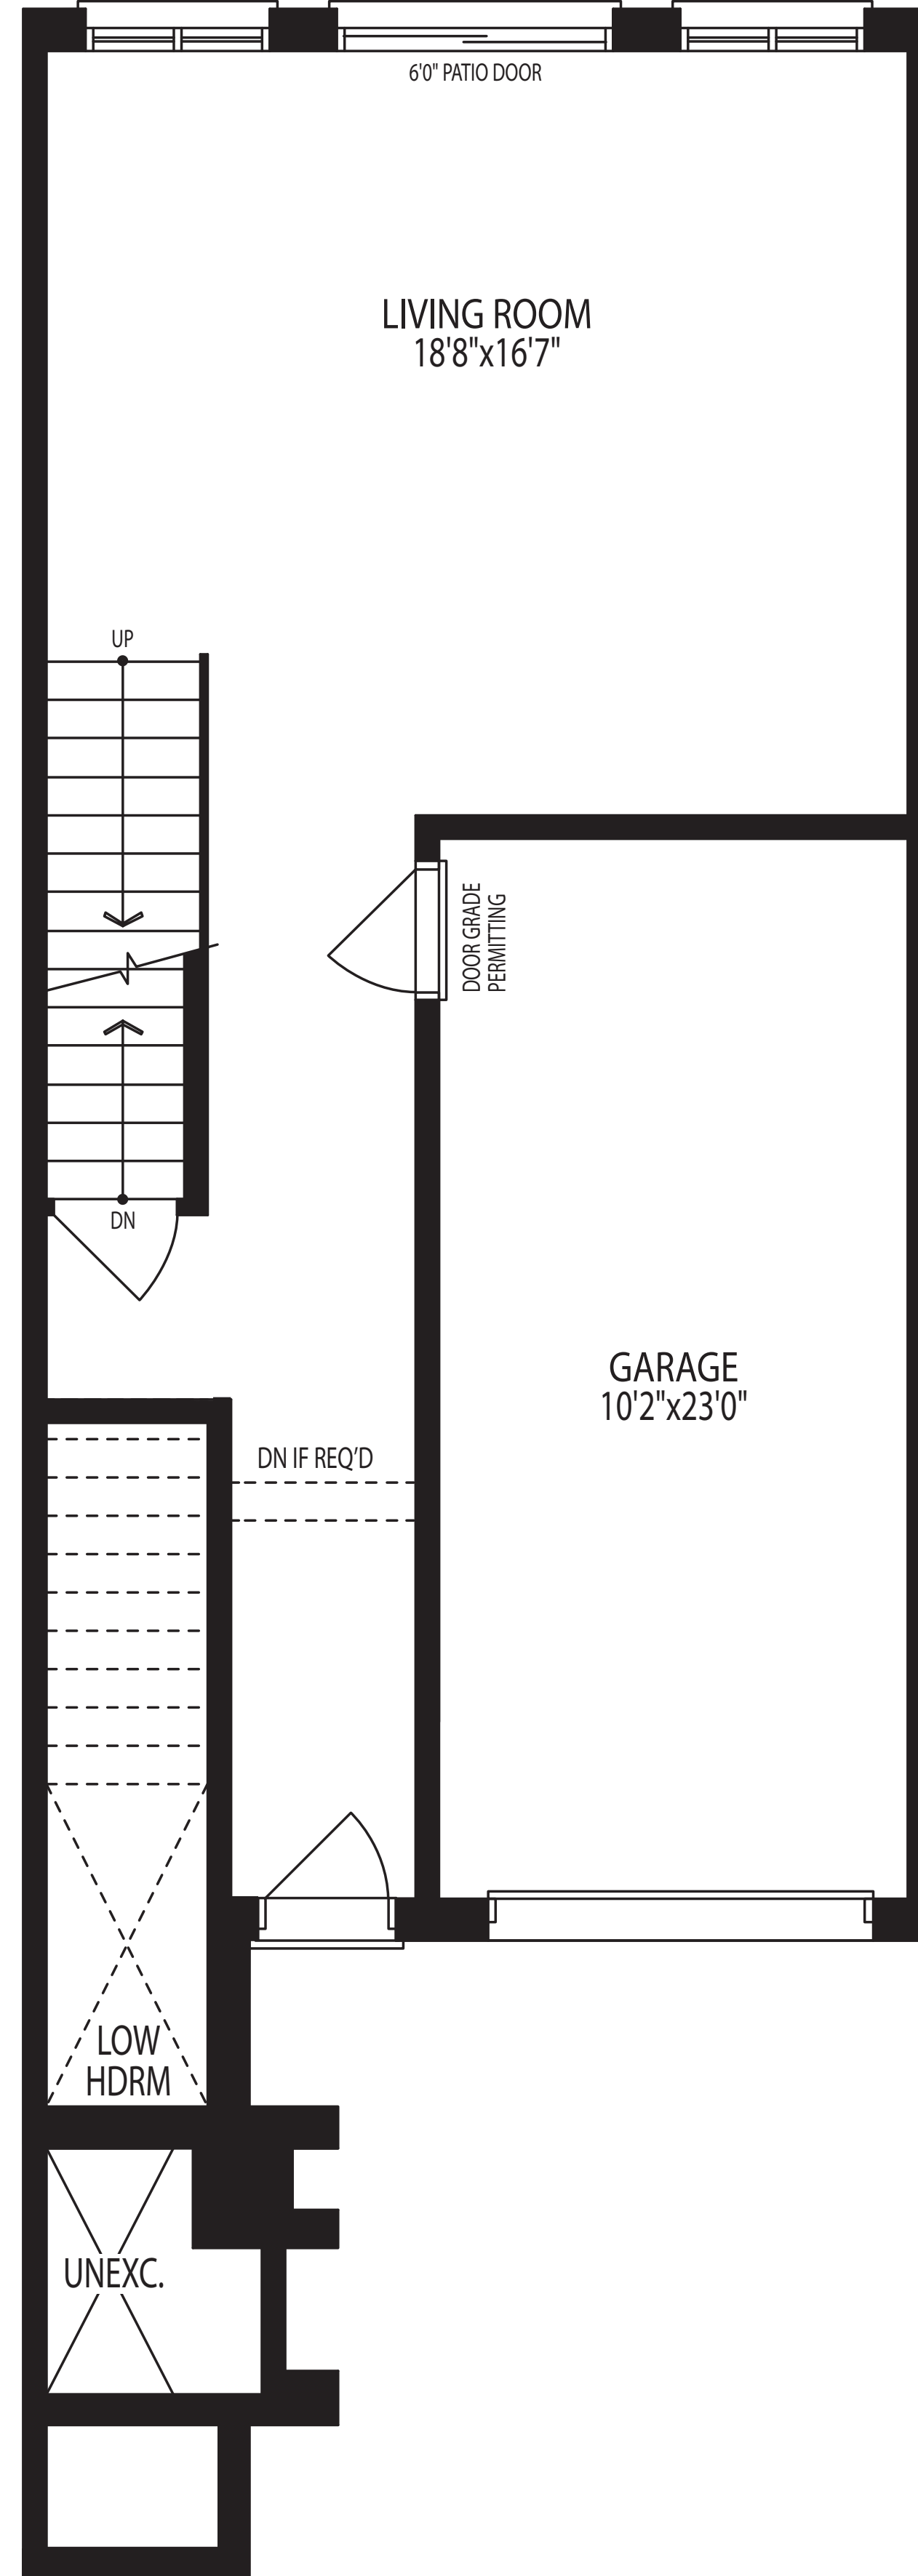 6'0" PATIO DOOR
LIVING ROOM
18'8"x16'7"
UP
DOOR GRADE
PERMITTING
DN
GARAGE
10'2"x23'0"
DN IF REQ’D
LOW
HDRM
UNEXC.